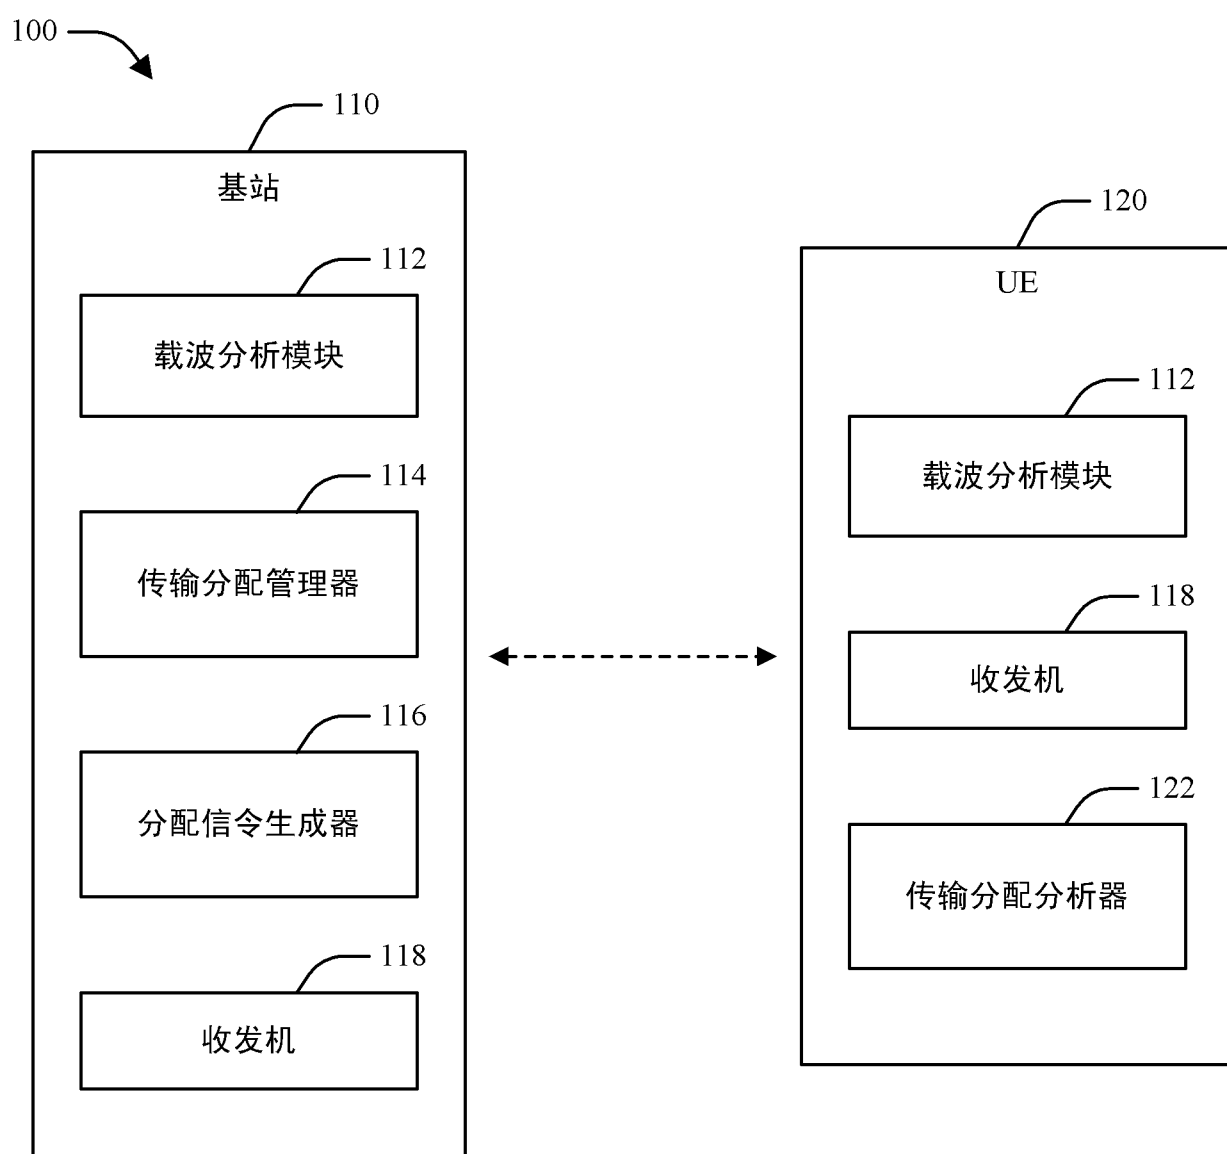 100
110
基站
112
载波分析模块
114
传输分配管理器
116
分配信令生成器
118
收发机
120
UE
112
载波分析模块
118
收发机
122
传输分配分析器